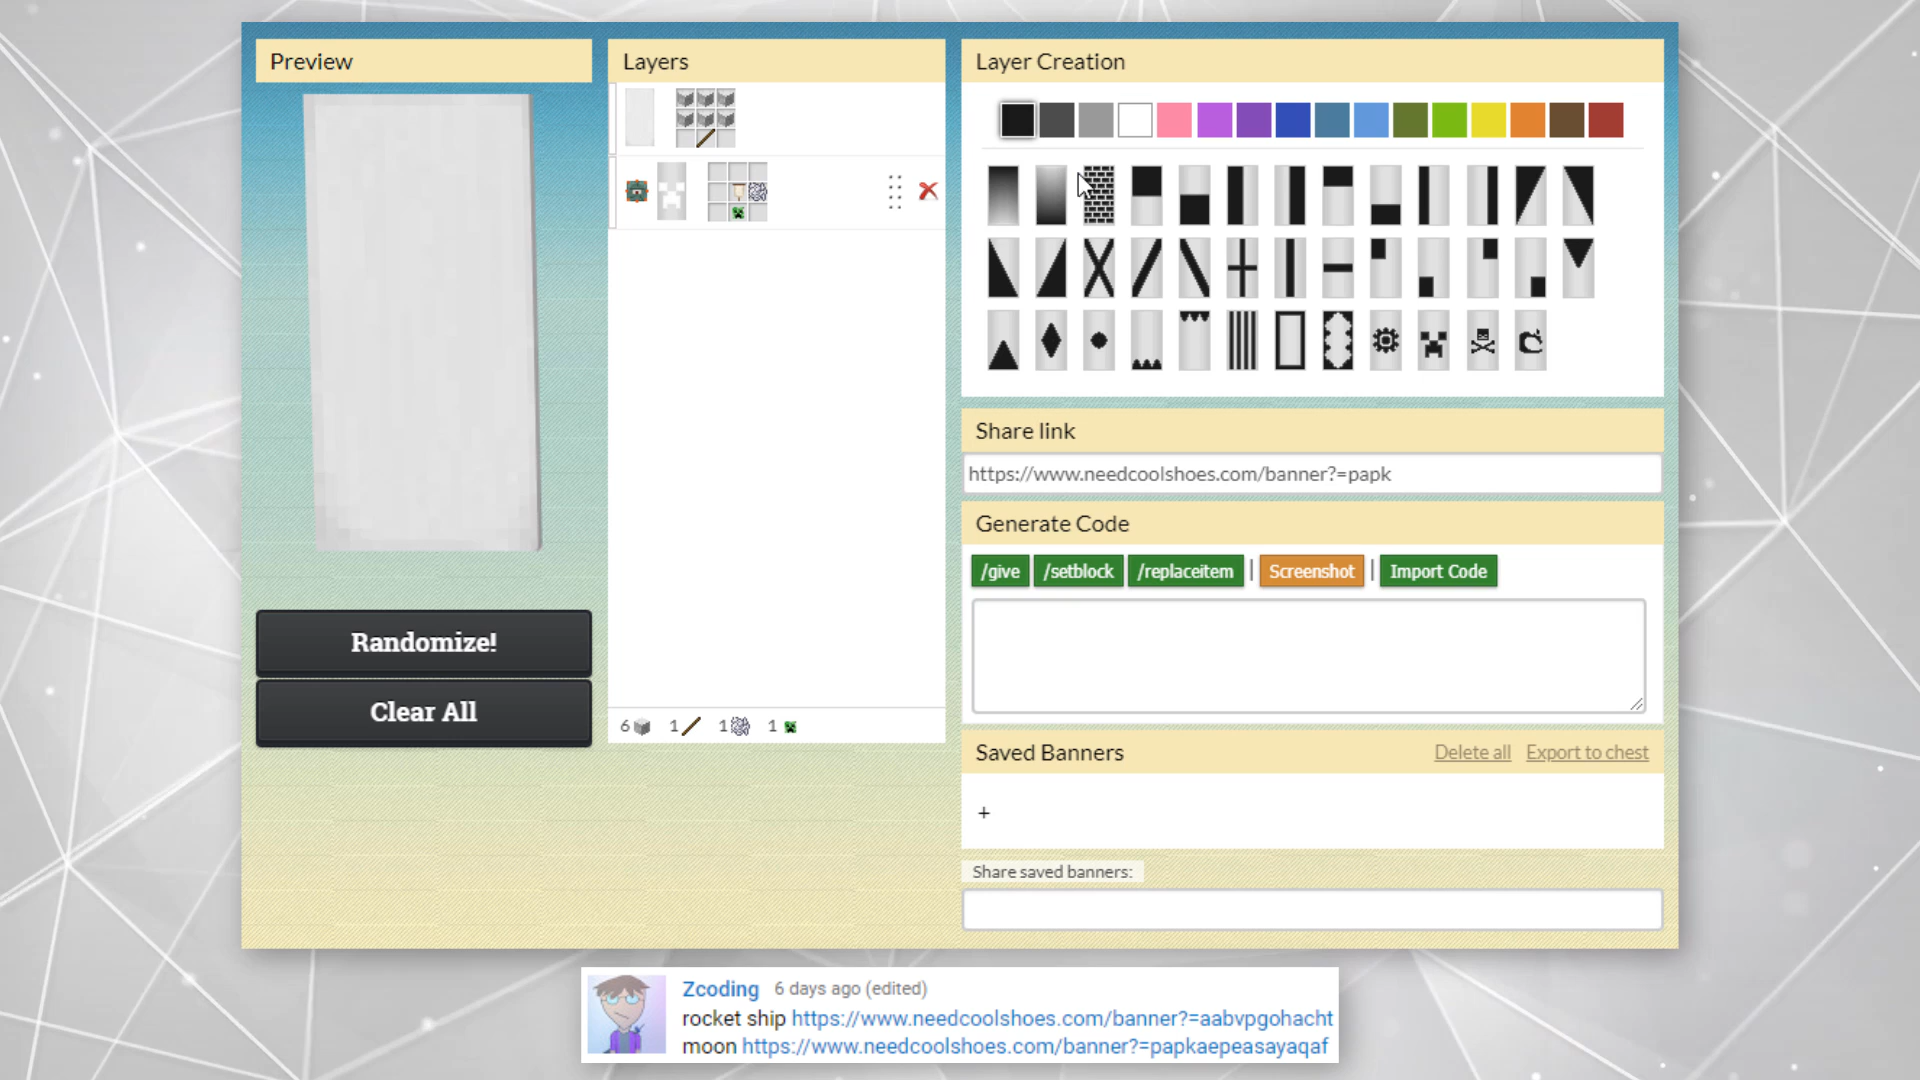 Preview
Layers
Layer Creation
Share link
https://www.needcoolshoes.com/banner?=papk
Generate Code
/give /setblock /replaceitem | Screenshot | Import Code
Randomize!
Clear All
6 1 1 1
Saved Banners Delete all Export to chest
+
Share saved banners:
Zcoding 6 days ago (edited)
rocket ship https://www.needcoolshoes.com/banner?=aabvpgohacht
moon https://www.needcoolshoes.com/banner?=papkaepeasayaqaf